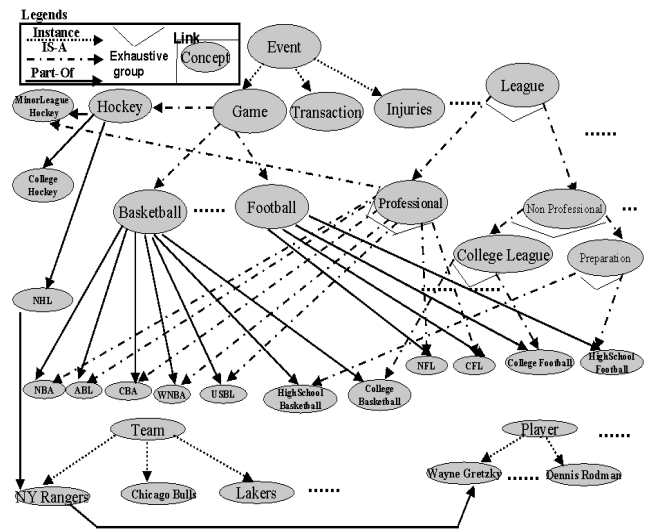 Legends
Instance
IS-A
Part-Of
Exhaustive
group
Link
Concept
Event
League
MinorLeague
Hockey
Hockey
Game
Transaction
Injuries
College
Hockey
Basketball
Football
Professional
Non Professional
College League
Preparation
NHL
NBA
ABL
CBA
WNBA
USBL
HighSchool
Basketball
College
Basketball
NFL
CFL
College Football
HighSchool
Football
Team
Player
NY Rangers
Chicago Bulls
Lakers
Wayne Gretzky
Dennis Rodman